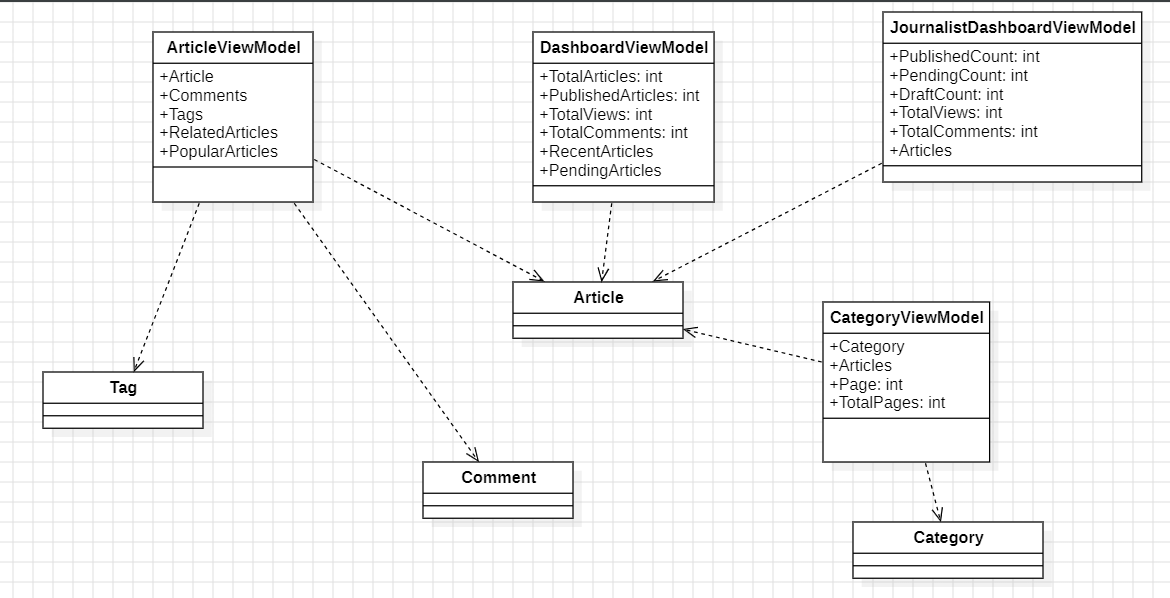 ArticleViewModel
+Article
+Comments
+Tags
+RelatedArticles
+PopularArticles
DashboardViewModel
+TotalArticles: int
+PublishedArticles: int
+TotalViews: int
+TotalComments: int
+RecentArticles
+PendingArticles
JournalistDashboardViewModel
+PublishedCount: int
+PendingCount: int
+DraftCount: int
+TotalViews: int
+TotalComments: int
+Articles
Article
CategoryViewModel
+Category
+Articles
+Page: int
+TotalPages: int
Tag
Comment
Category